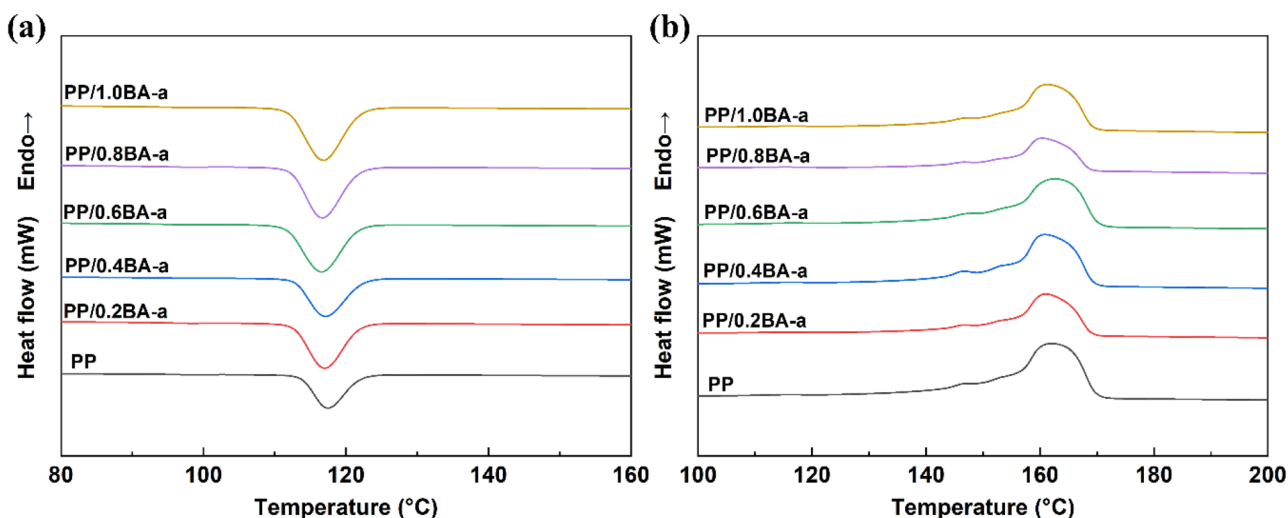 (a)
Heat flow (mW) Endo→
PP/1.0BA-a
PP/0.8BA-a
PP/0.6BA-a
PP/0.4BA-a
PP/0.2BA-a
PP
80 100 120 140 160
Temperature (°C)
(b)
Heat flow (mW) Endo→
PP/1.0BA-a
PP/0.8BA-a
PP/0.6BA-a
PP/0.4BA-a
PP/0.2BA-a
PP
100 120 140 160 180 200
Temperature (°C)